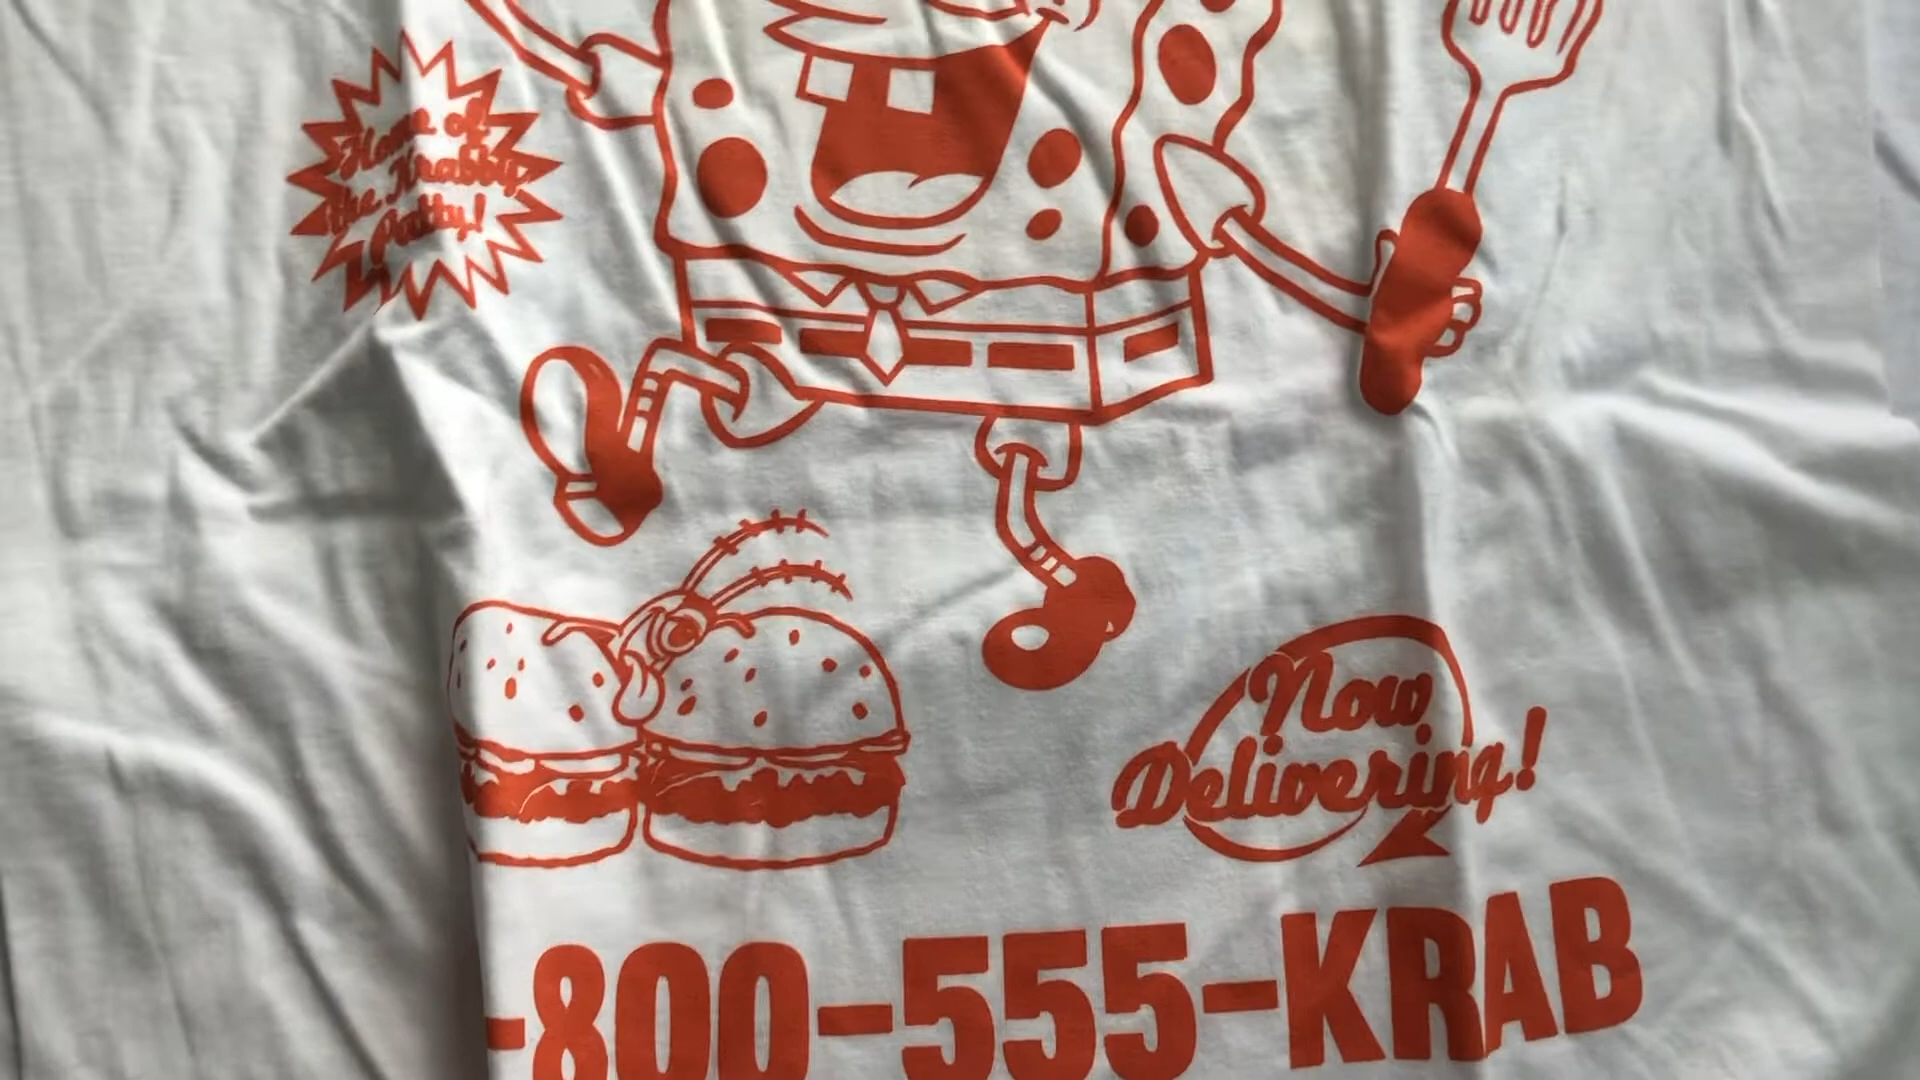 Home of
the Krabby
Patty!
Now
Delivering!
-800-555-KRAB